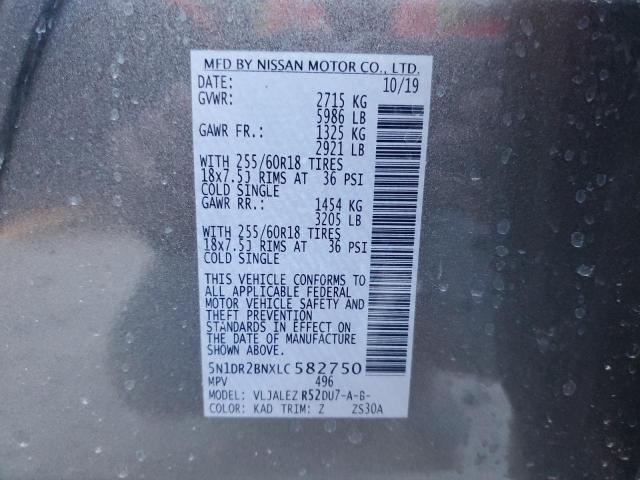 MFD BY NISSAN MOTOR CO., LTD.
DATE: 10/19
GVWR: 2715 KG
5986 LB
GAWR FR.: 1325 KG
2921 LB
WITH 255/60R18 TIRES
18x7.5J RIMS AT 36 PSI
COLD SINGLE
GAWR RR.: 1454 KG
3205 LB
WITH 255/60R18 TIRES
18x7.5J RIMS AT 36 PSI
COLD SINGLE
THIS VEHICLE CONFORMS TO
ALL APPLICABLE FEDERAL
MOTOR VEHICLE SAFETY AND
THEFT PREVENTION
STANDARDS IN EFFECT ON
THE DATE OF MANUFACTURE
SHOWN ABOVE.
5N1DR2BNXLC582750
MPV 496
MODEL: VLJALEZ R52DU7-A-B-
COLOR: KAD TRIM: Z ZS30A